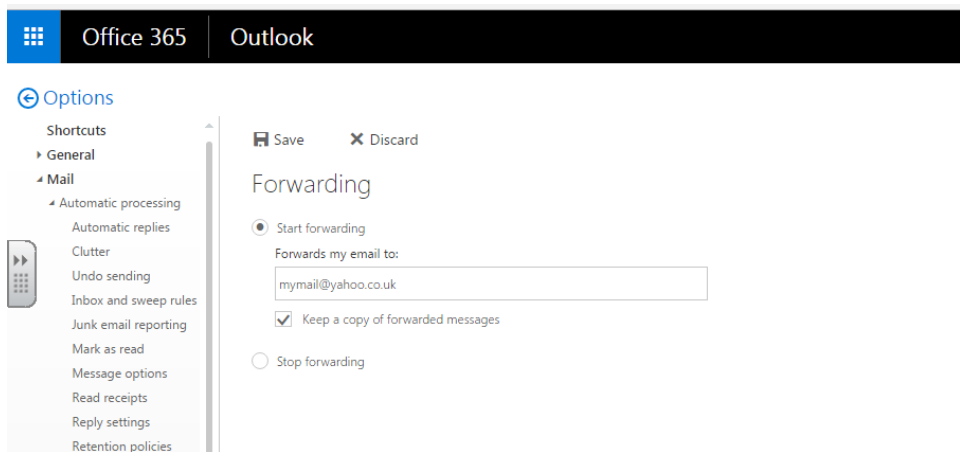 Office 365 Outlook
Options
Shortcuts
General
Mail
Automatic processing
Automatic replies
Clutter
Undo sending
Inbox and sweep rules
Junk email reporting
Mark as read
Message options
Read receipts
Reply settings
Retention policies
Save Discard
Forwarding
Start forwarding
Forwards my email to:
mymail@yahoo.co.uk
Keep a copy of forwarded messages
Stop forwarding